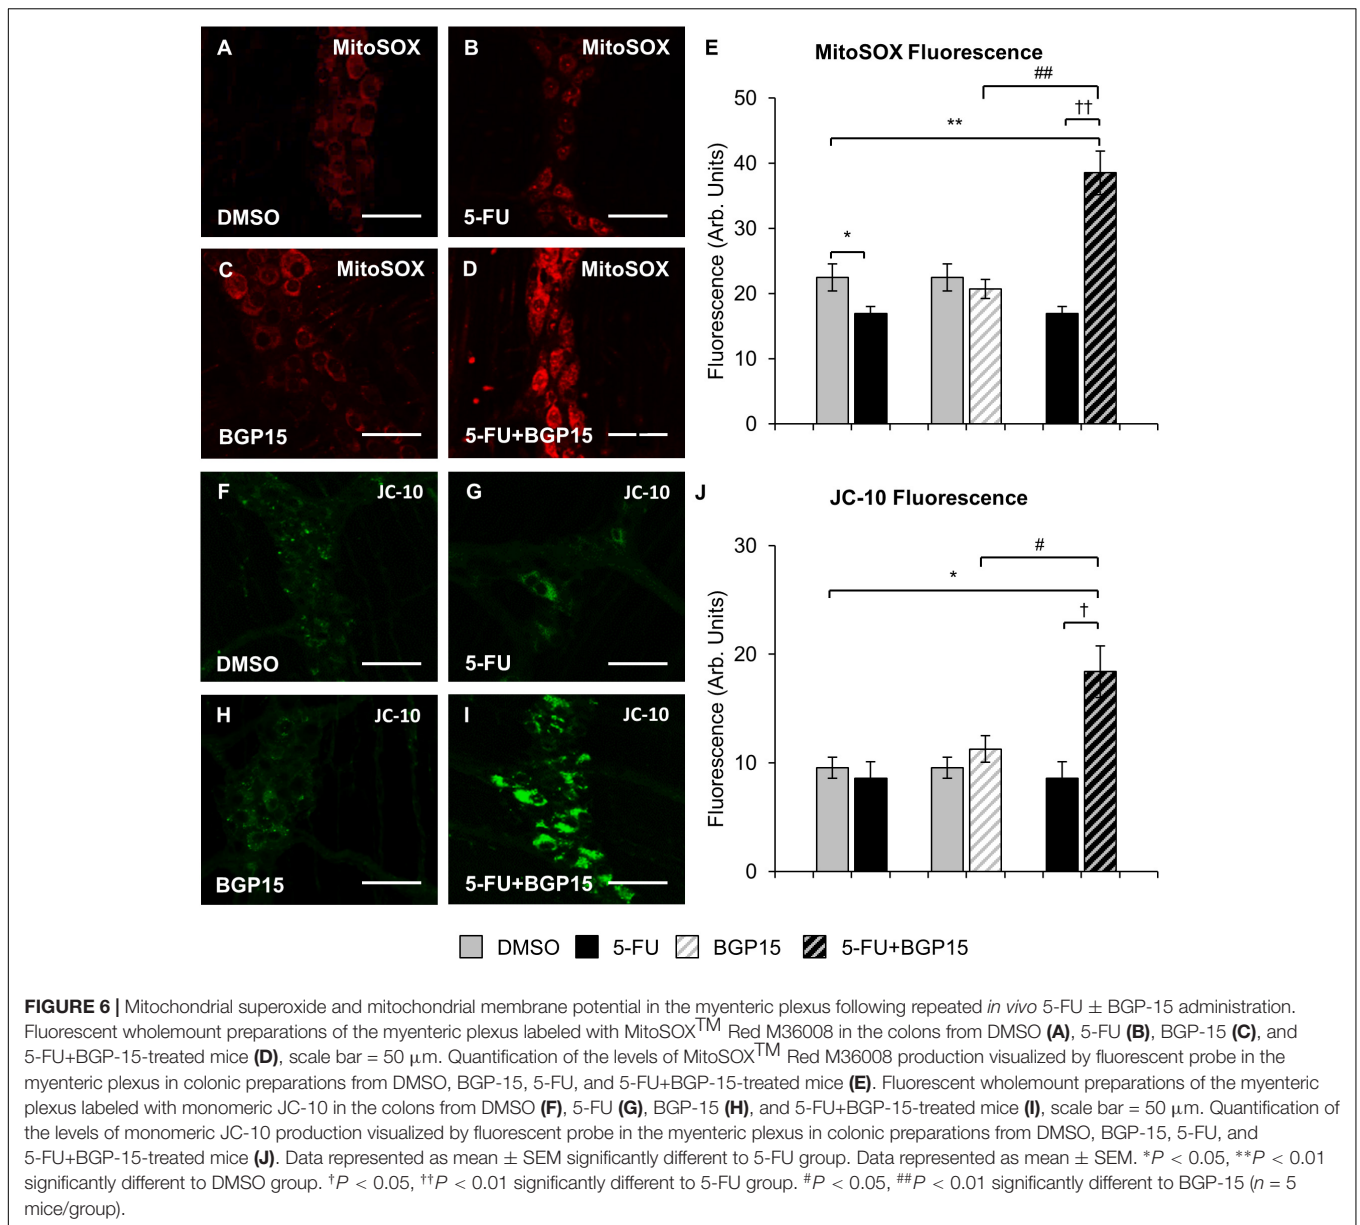 A MitoSOX
DMSO
B MitoSOX
5-FU
C MitoSOX
BGP15
D MitoSOX
5-FU+BGP15
E
MitoSOX Fluorescence
Fluorescence (Arb. Units)
50
40
30
20
10
0
*
**
††
##
F JC-10
DMSO
G JC-10
5-FU
H JC-10
BGP15
I JC-10
5-FU+BGP15
J
JC-10 Fluorescence
Fluorescence (Arb. Units)
30
20
10
0
*
†
#
DMSO 5-FU BGP15 5-FU+BGP15
FIGURE 6 | Mitochondrial superoxide and mitochondrial membrane potential in the myenteric plexus following repeated in vivo 5-FU ± BGP-15 administration.
Fluorescent wholemount preparations of the myenteric plexus labeled with MitoSOX™ Red M36008 in the colons from DMSO (A), 5-FU (B), BGP-15 (C), and
5-FU+BGP-15-treated mice (D), scale bar = 50 μm. Quantification of the levels of MitoSOX™ Red M36008 production visualized by fluorescent probe in the
myenteric plexus in colonic preparations from DMSO, BGP-15, 5-FU, and 5-FU+BGP-15-treated mice (E). Fluorescent wholemount preparations of the myenteric
plexus labeled with monomeric JC-10 in the colons from DMSO (F), 5-FU (G), BGP-15 (H), and 5-FU+BGP-15-treated mice (I), scale bar = 50 μm. Quantification of
the levels of monomeric JC-10 production visualized by fluorescent probe in the myenteric plexus in colonic preparations from DMSO, BGP-15, 5-FU, and
5-FU+BGP-15-treated mice (J). Data represented as mean ± SEM significantly different to 5-FU group. Data represented as mean ± SEM. *P < 0.05, **P < 0.01
significantly different to DMSO group. †P < 0.05, ††P < 0.01 significantly different to 5-FU group. #P < 0.05, ##P < 0.01 significantly different to BGP-15 (n = 5
mice/group).